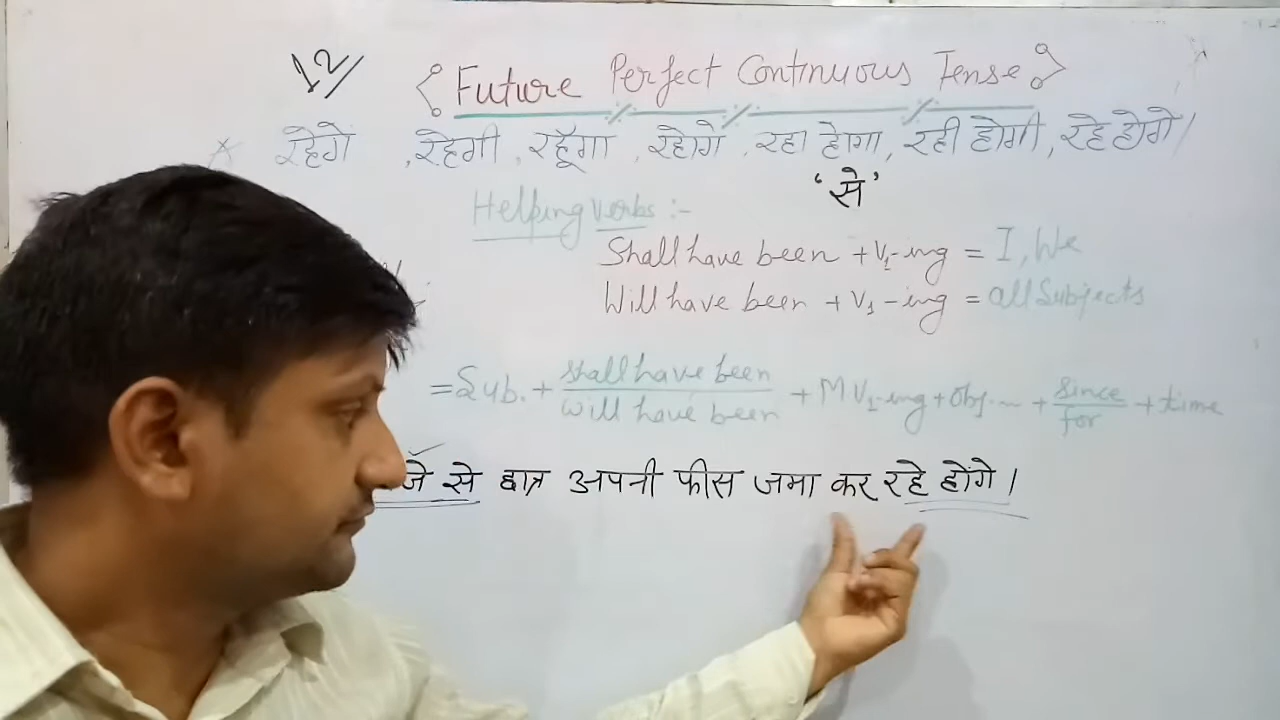 12/ Future Perfect Continuous Tense
रहेगें , रहेगी , रहूँगा , रहोगे , रहा होगा, रही होगी, रहे होगे /
'से'
Helping verbs :-
Shall have been + V1-ing = I, We
Will have been + V1-ing = all Subjects
= Sub. + shall have been / will have been + M V1-ing + Obj... + since / for + time
जे से छात्र अपनी फीस जमा कर रहे होंगे।